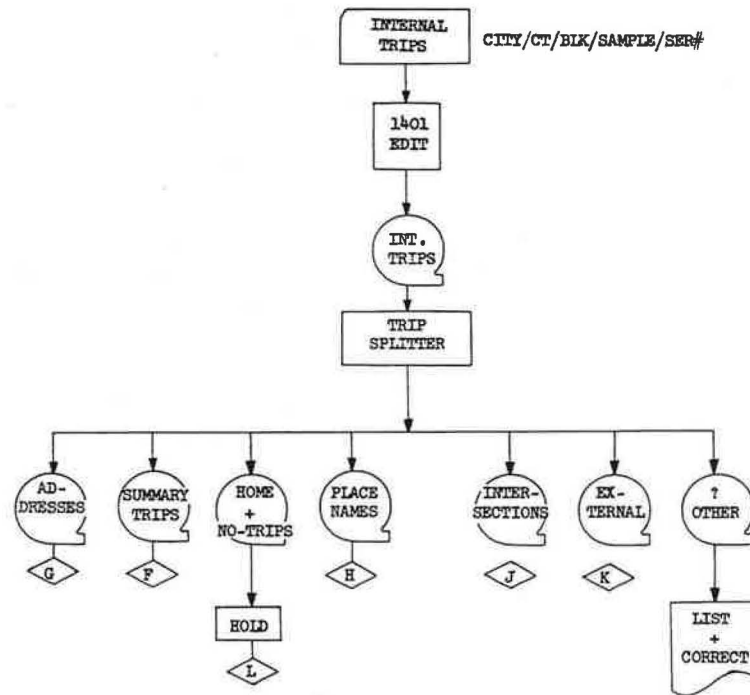 INTERNAL
TRIPS
CITY/CT/BLK/SAMPLE/SER#
1401
EDIT
INT.
TRIPS
TRIP
SPLITTER
AD-
DRESSES
SUMMARY
TRIPS
HOME
+
NO-TRIPS
PLACE
NAMES
INTER-
SECTIONS
EX-
TERNAL
?
OTHER
G
F
H
J
K
HOLD
L
LIST
+
CORRECT